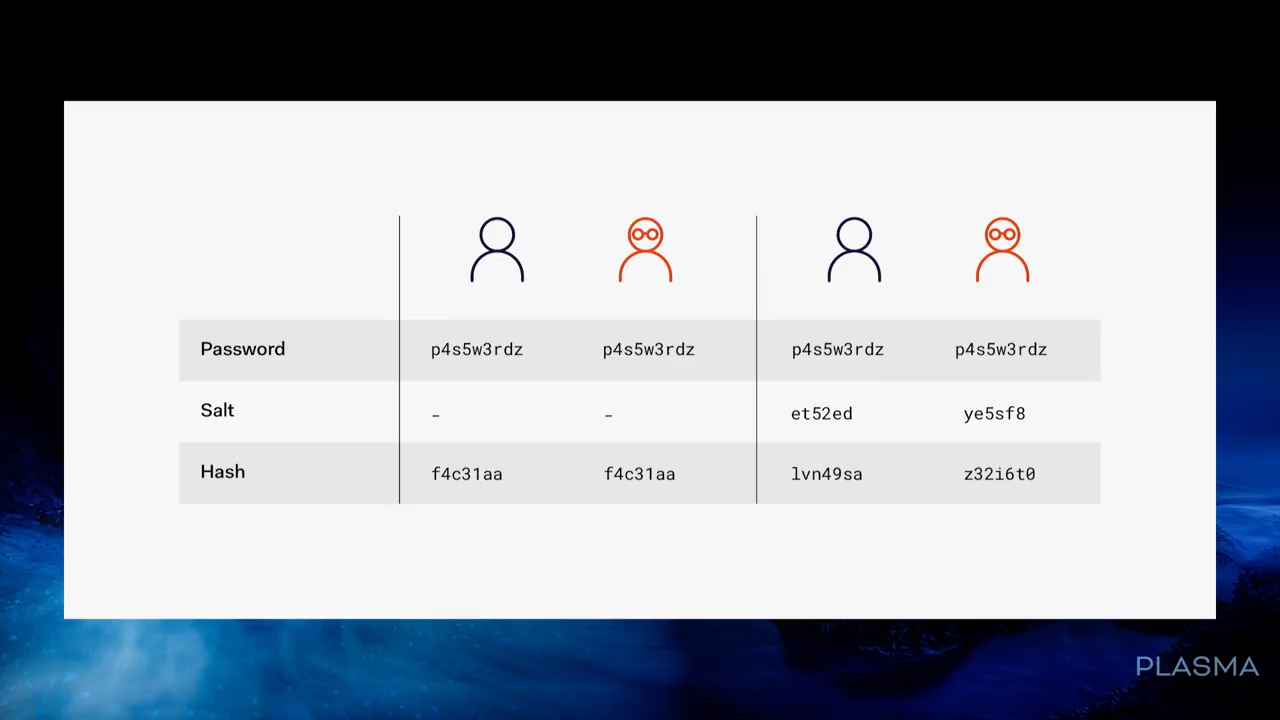 Password p4s5w3rdz p4s5w3rdz p4s5w3rdz p4s5w3rdz
Salt – – et52ed ye5sf8
Hash f4c31aa f4c31aa lvn49sa z32i6t0
PLASMA